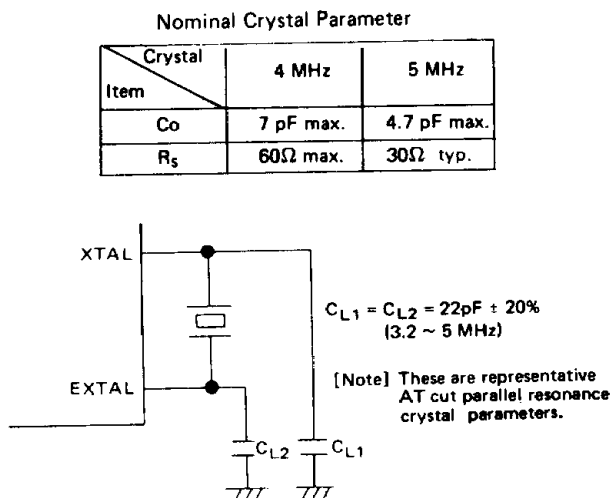 Nominal Crystal Parameter
Crystal
Item
4 MHz
5 MHz
Co
7 pF max.
4.7 pF max.
Rs
60Ω max.
30Ω typ.
XTAL
EXTAL
CL2
CL1
CL1 = CL2 = 22pF ± 20%
(3.2 ~ 5 MHz)
[Note] These are representative
AT cut parallel resonance
crystal parameters.